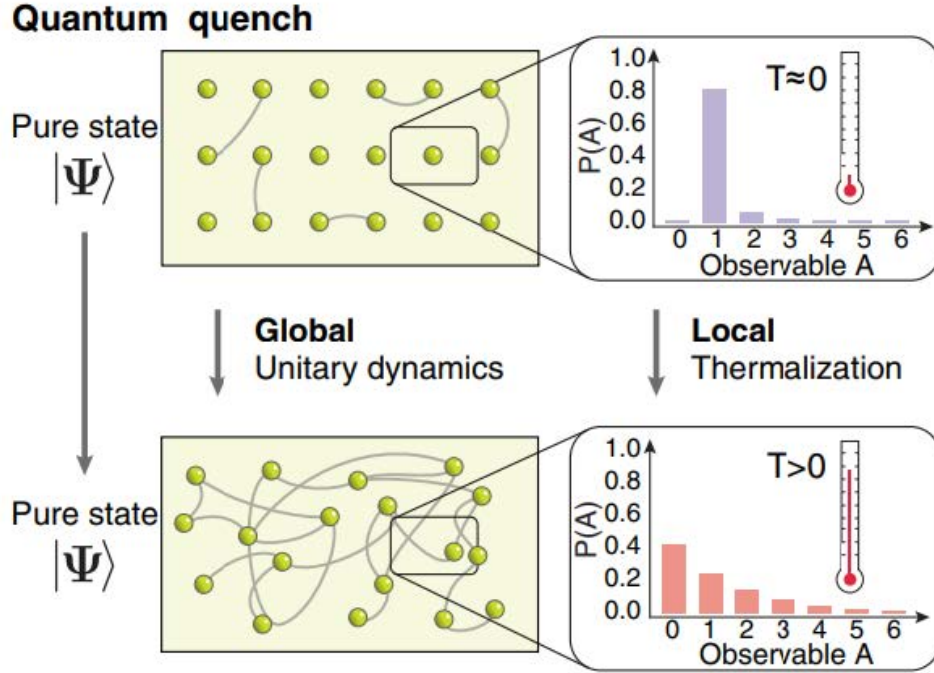 Quantum quench
Pure state
|Ψ⟩
1.0
0.8
0.6
0.4
0.2
0.0
P(A)
T≈0
0 1 2 3 4 5 6
Observable A
Global
Unitary dynamics
Local
Thermalization
Pure state
|Ψ⟩
1.0
0.8
0.6
0.4
0.2
0.0
P(A)
T>0
0 1 2 3 4 5 6
Observable A